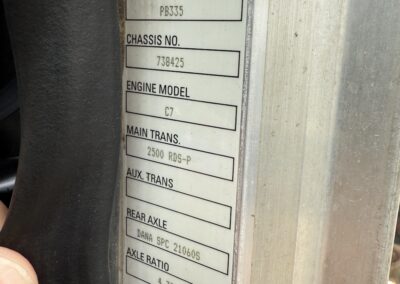 PB335
CHASSIS NO.
738425
ENGINE MODEL
C7
MAIN TRANS.
2500 RDS-P
AUX. TRANS
REAR AXLE
DANA SPC 21060S
AXLE RATIO